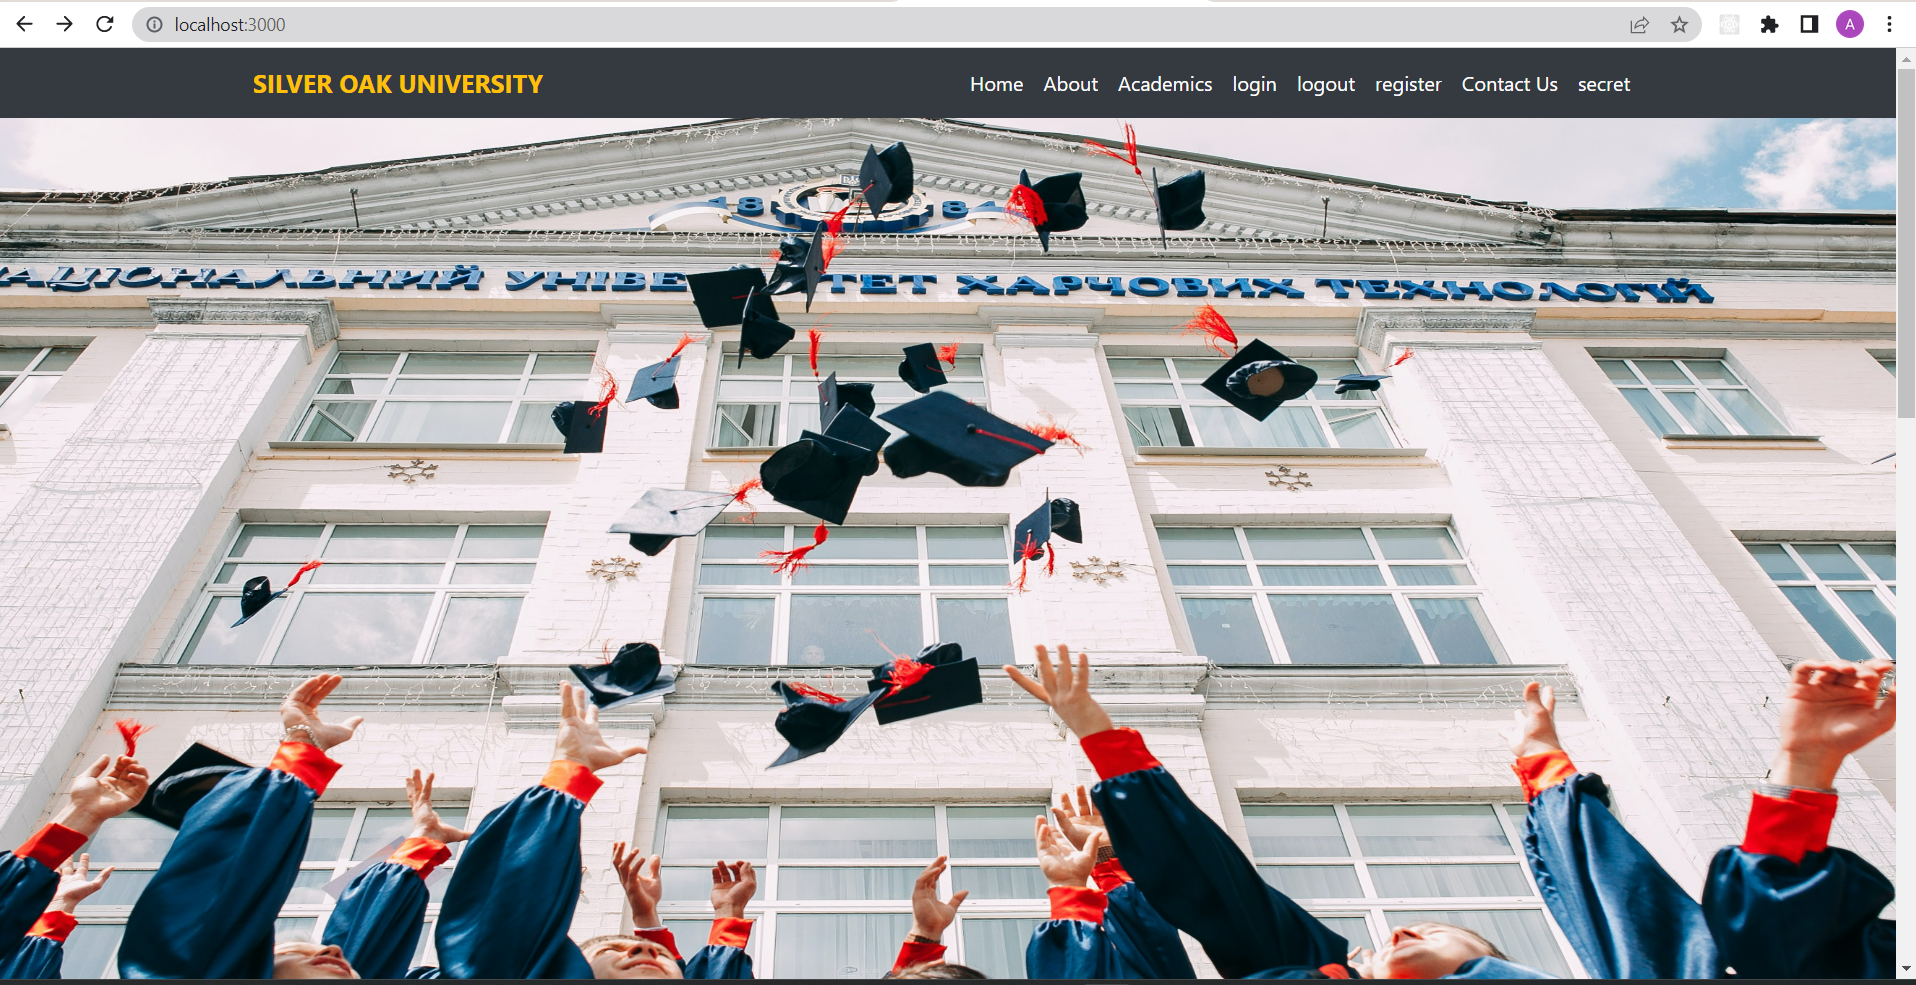 localhost:3000
A
SILVER OAK UNIVERSITY
Home About Academics login logout register Contact Us secret
18 84
АЦІОНАЛЬНИЙ УНІВЕ ТЕТ ХАРЧОВИХ ТЕХНОЛОГІЙ